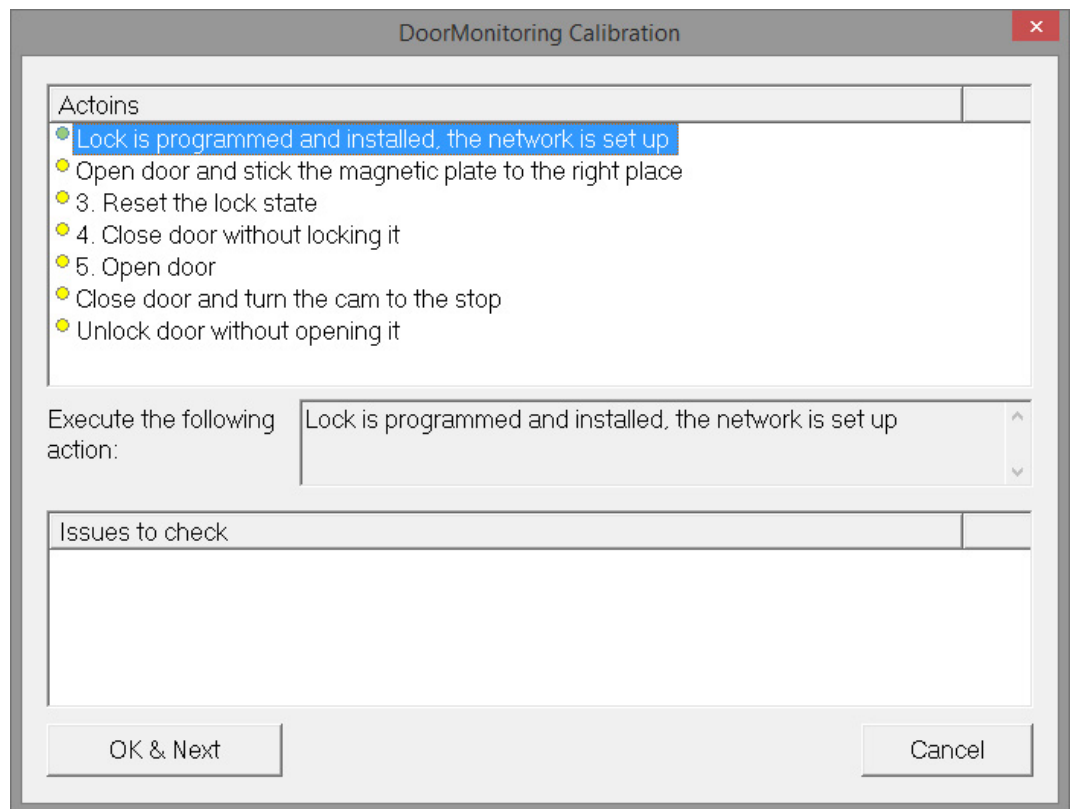 DoorMonitoring Calibration
Actoins
Lock is programmed and installed, the network is set up
Open door and stick the magnetic plate to the right place
3. Reset the lock state
4. Close door without locking it
5. Open door
Close door and turn the cam to the stop
Unlock door without opening it
Execute the following
action:
Lock is programmed and installed, the network is set up
Issues to check
OK & Next
Cancel